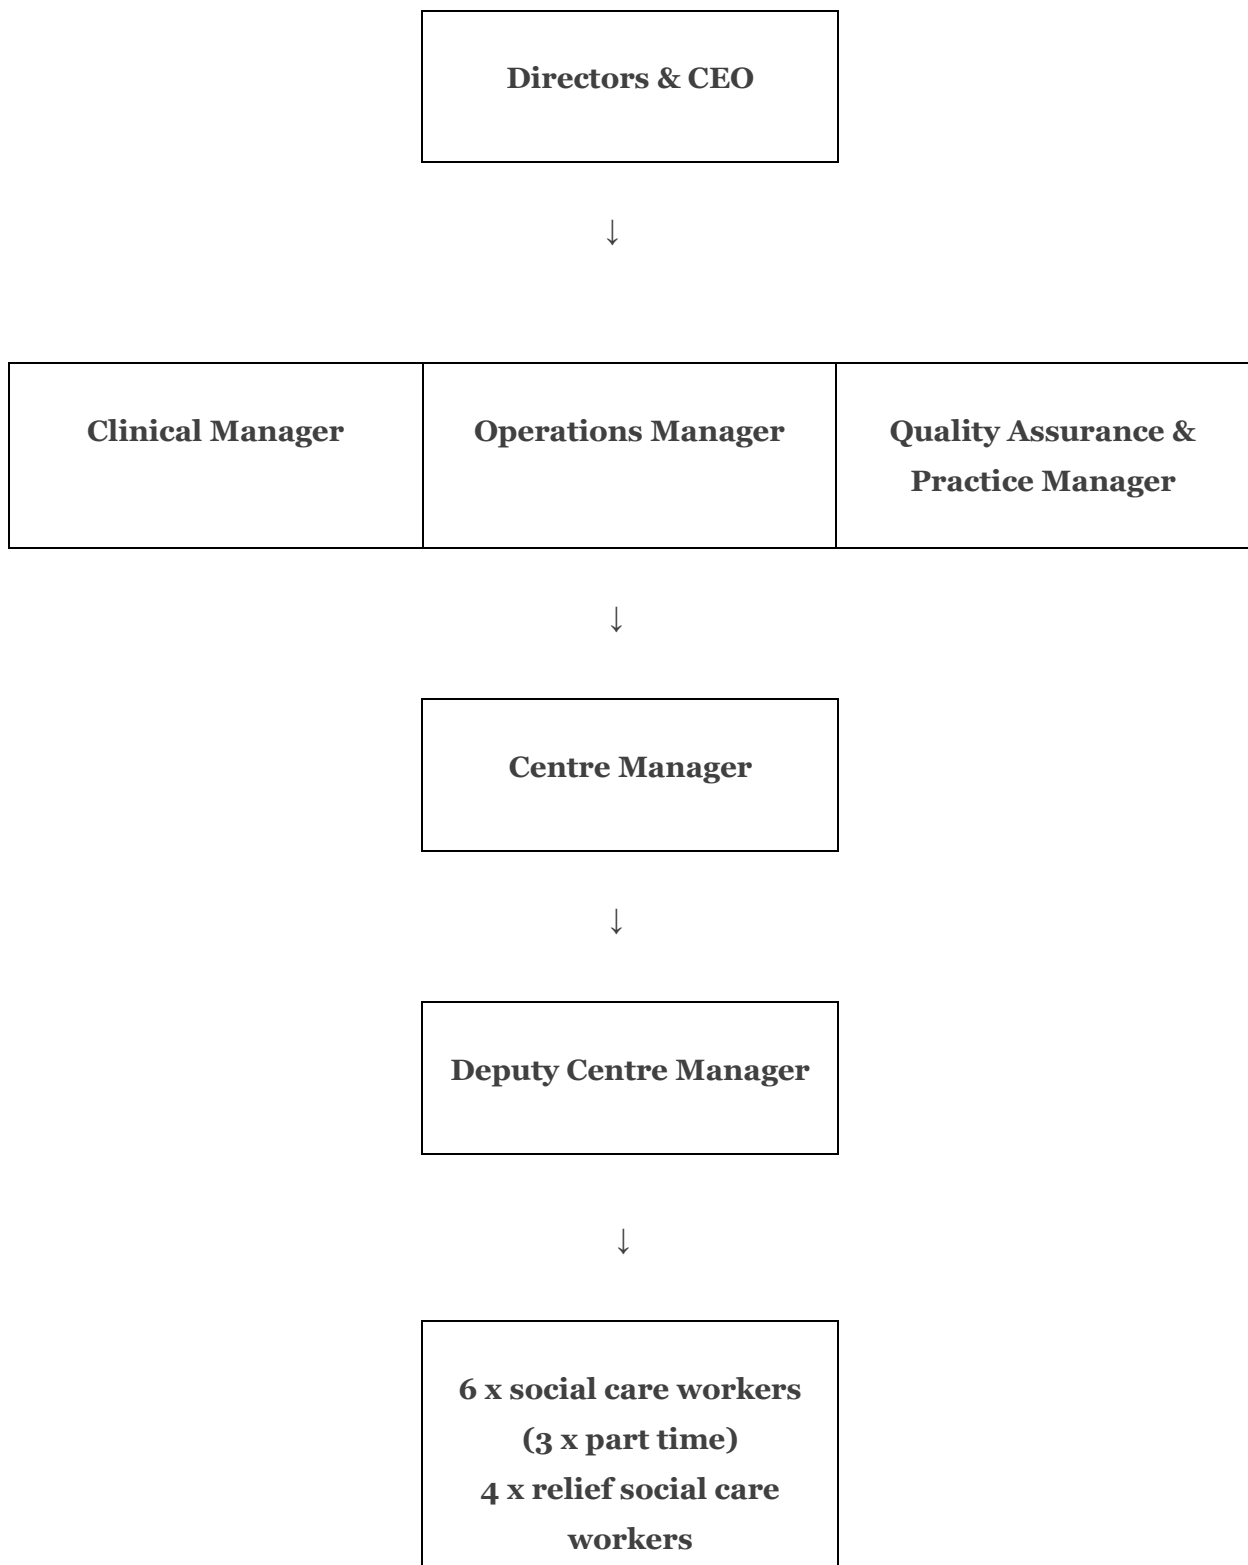 Directors & CEO
↓
Clinical Manager
Operations Manager
Quality Assurance &
Practice Manager
↓
Centre Manager
↓
Deputy Centre Manager
↓
6 x social care workers
(3 x part time)
4 x relief social care
workers